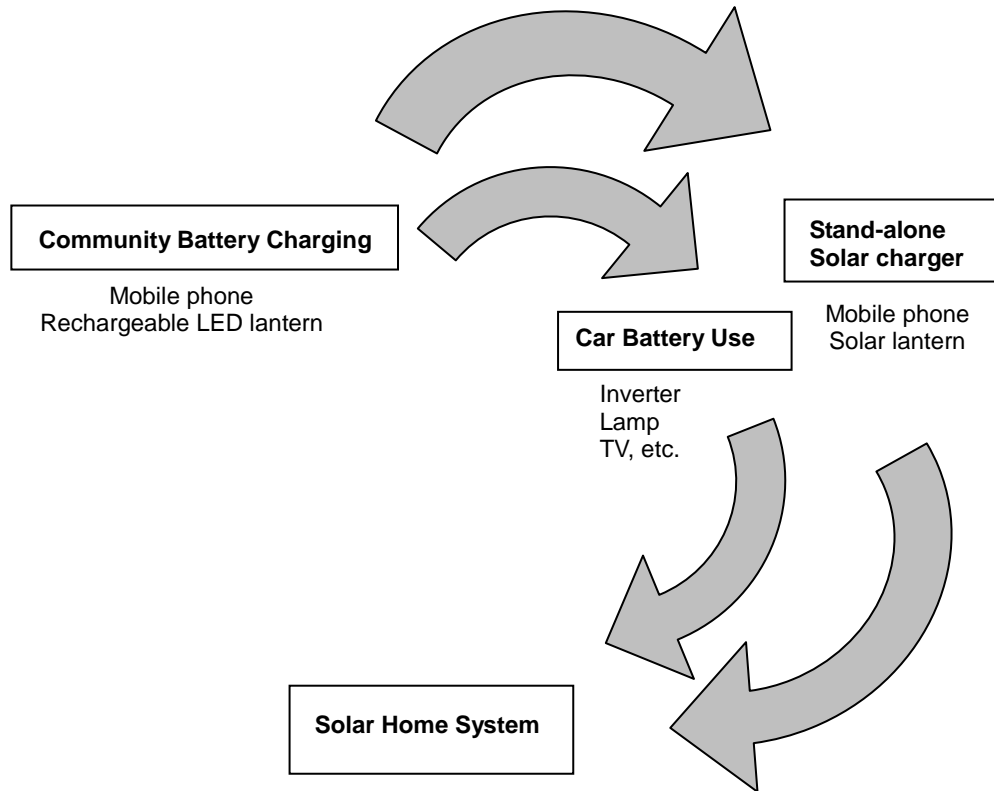 Community Battery Charging
Mobile phone
Rechargeable LED lantern
Stand-alone
Solar charger
Mobile phone
Solar lantern
Car Battery Use
Inverter
Lamp
TV, etc.
Solar Home System